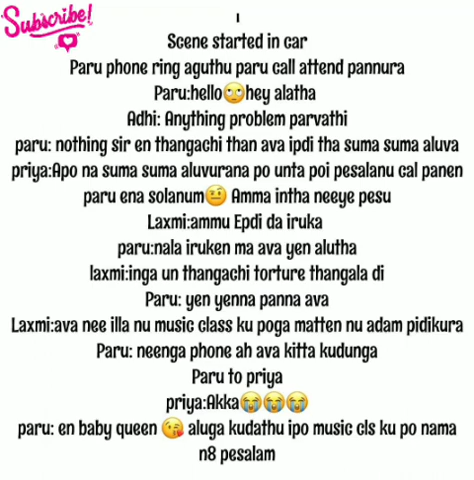 Subscribe!
1
Scene started in car
Paru phone ring aguthu paru call attend pannura
Paru:hello🙄hey alatha
Adhi: Anything problem parvathi
paru: nothing sir en thangachi than ava ipdi tha suma suma aluva
priya:Apo na suma suma aluvurana po unta poi pesalanu cal panen
paru ena solanum🤨 Amma intha neeye pesu
Laxmi:ammu Epdi da iruka
paru:nala iruken ma ava yen alutha
laxmi:inga un thangachi torture thangala di
Paru: yen yenna panna ava
Laxmi:ava nee illa nu music class ku poga matten nu adam pidikura
Paru: neenga phone ah ava kitta kudunga
Paru to priya
priya:Akka😭😭😭
paru: en baby queen 😘 aluga kudathu ipo music cls ku po nama
n8 pesalam